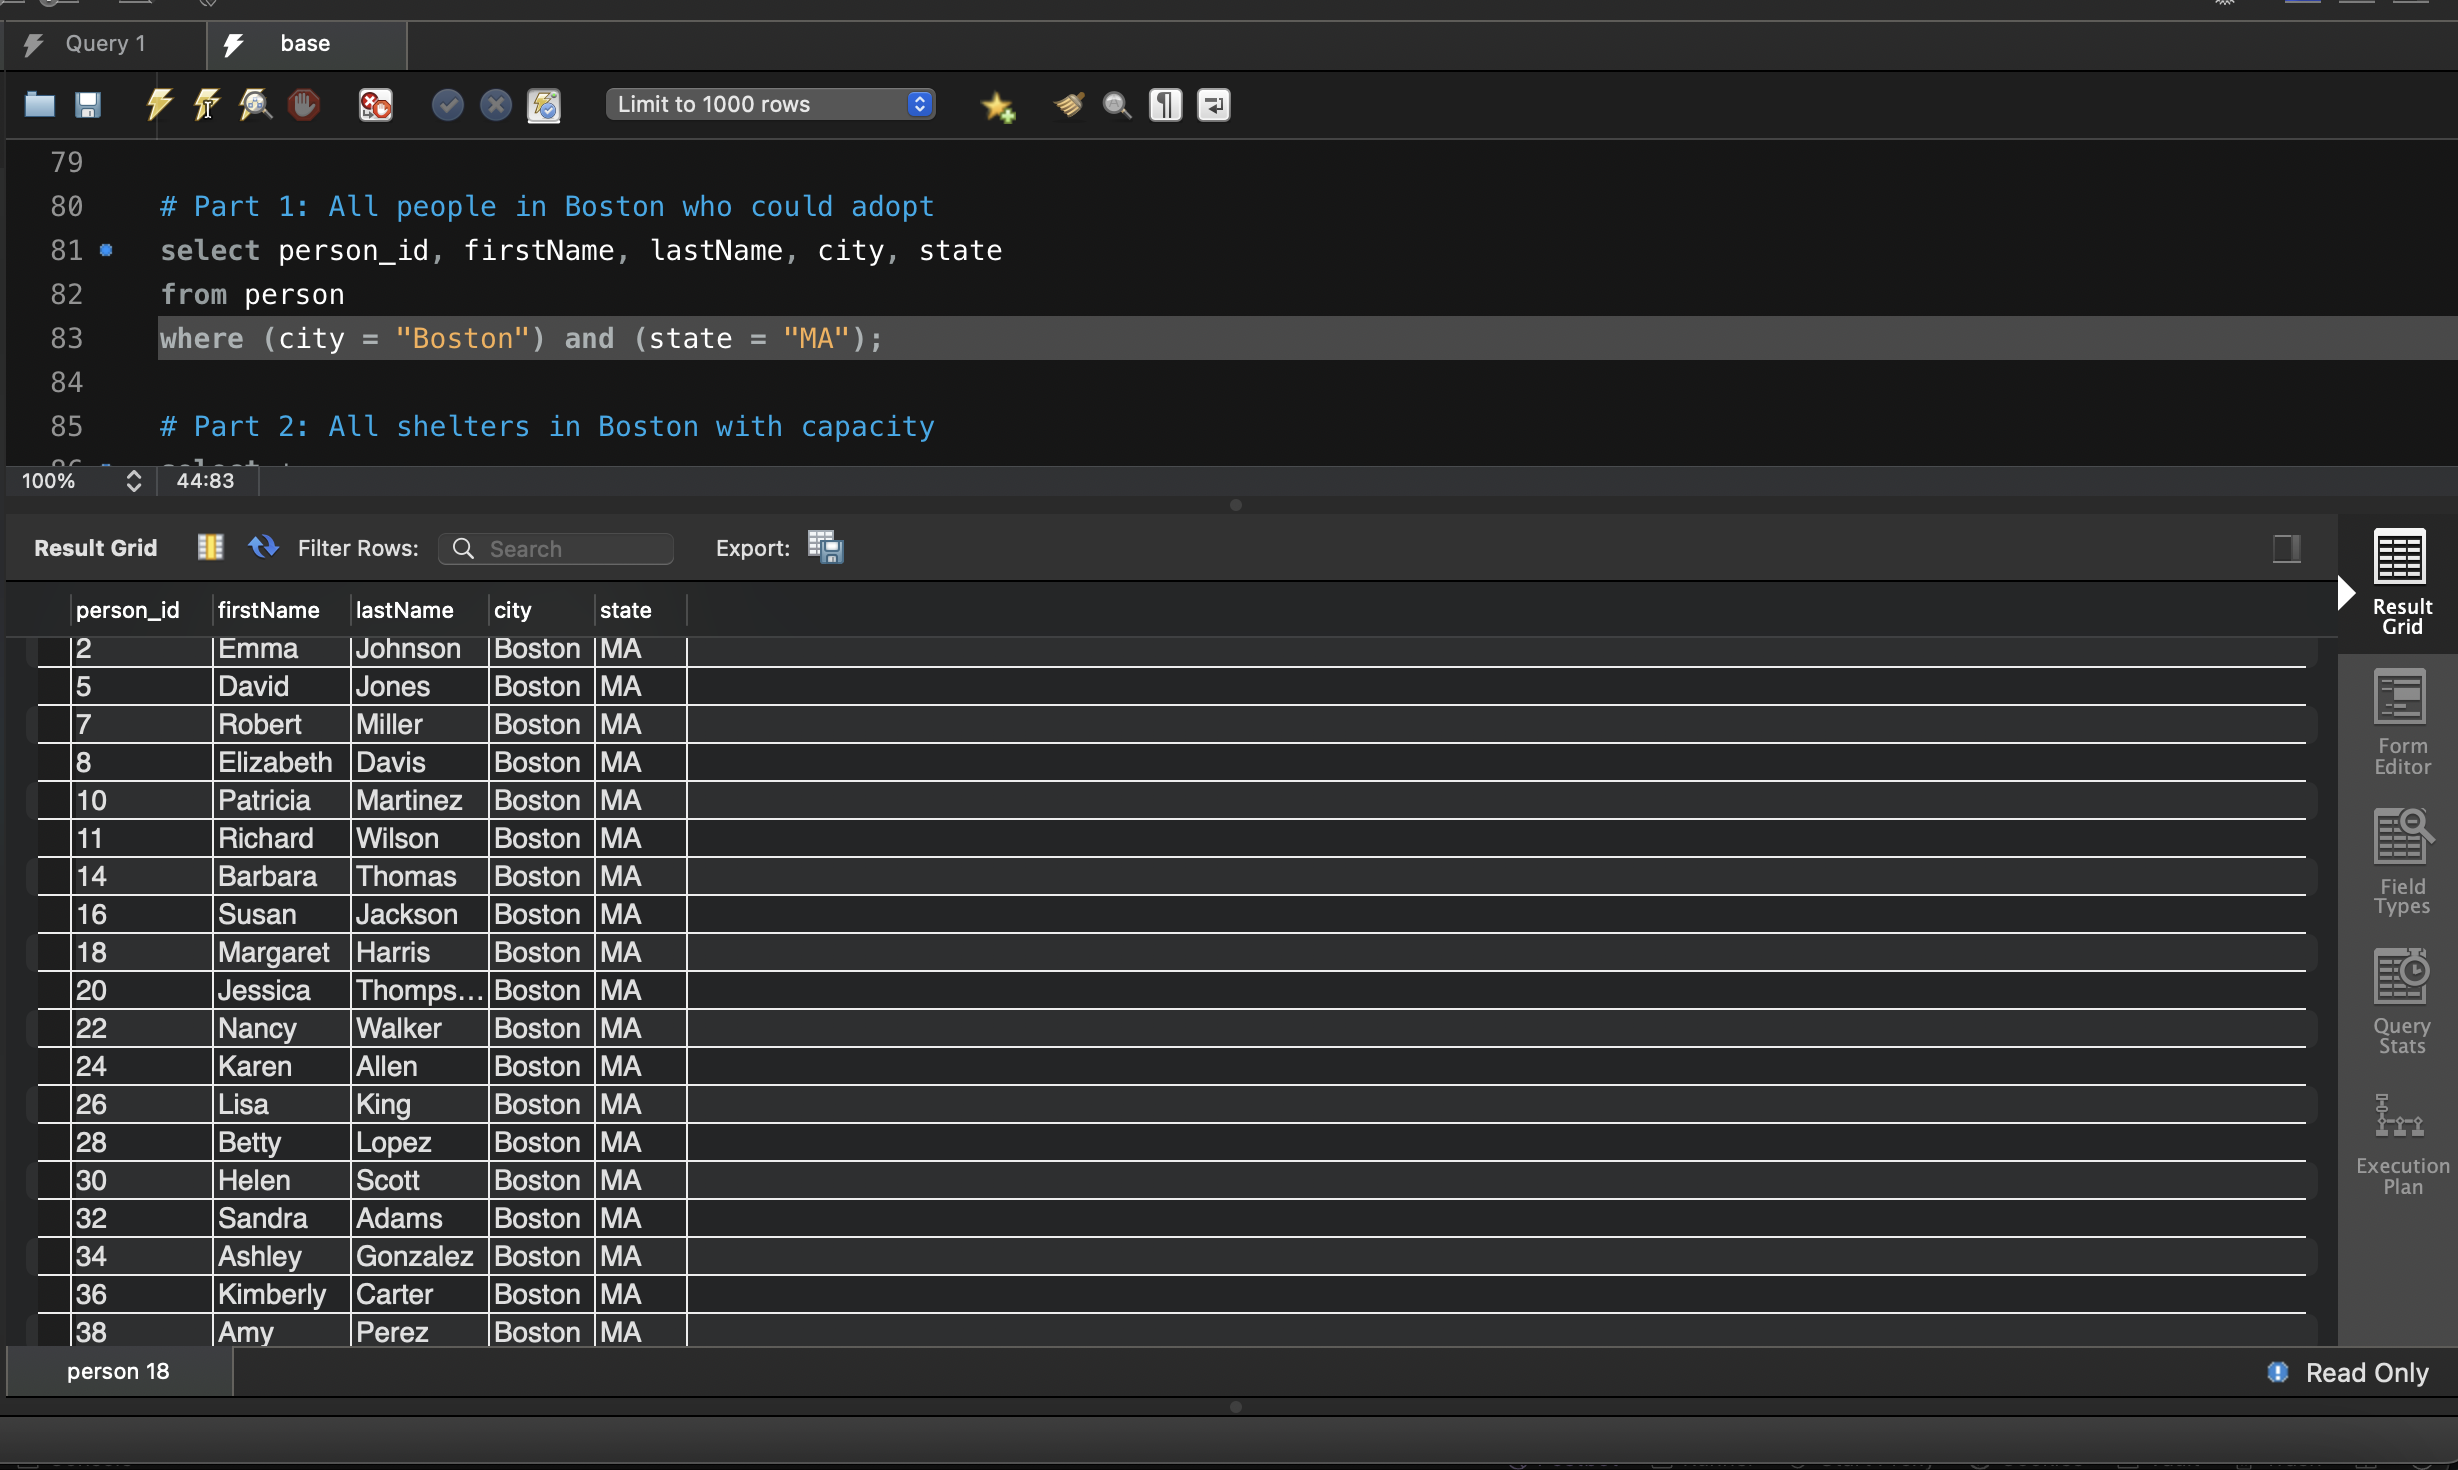 Query 1 base
Limit to 1000 rows
79
80 # Part 1: All people in Boston who could adopt
81 select person_id, firstName, lastName, city, state
82 from person
83 where (city = "Boston") and (state = "MA");
84
85 # Part 2: All shelters in Boston with capacity
100% 44:83
Result Grid Filter Rows: Search Export:
person_id firstName lastName city state
2 Emma Johnson Boston MA
5 David Jones Boston MA
7 Robert Miller Boston MA
8 Elizabeth Davis Boston MA
10 Patricia Martinez Boston MA
11 Richard Wilson Boston MA
14 Barbara Thomas Boston MA
16 Susan Jackson Boston MA
18 Margaret Harris Boston MA
20 Jessica Thomps... Boston MA
22 Nancy Walker Boston MA
24 Karen Allen Boston MA
26 Lisa King Boston MA
28 Betty Lopez Boston MA
30 Helen Scott Boston MA
32 Sandra Adams Boston MA
34 Ashley Gonzalez Boston MA
36 Kimberly Carter Boston MA
38 Amy Perez Boston MA
Result
Grid
Form
Editor
Field
Types
Query
Stats
Execution
Plan
person 18 Read Only